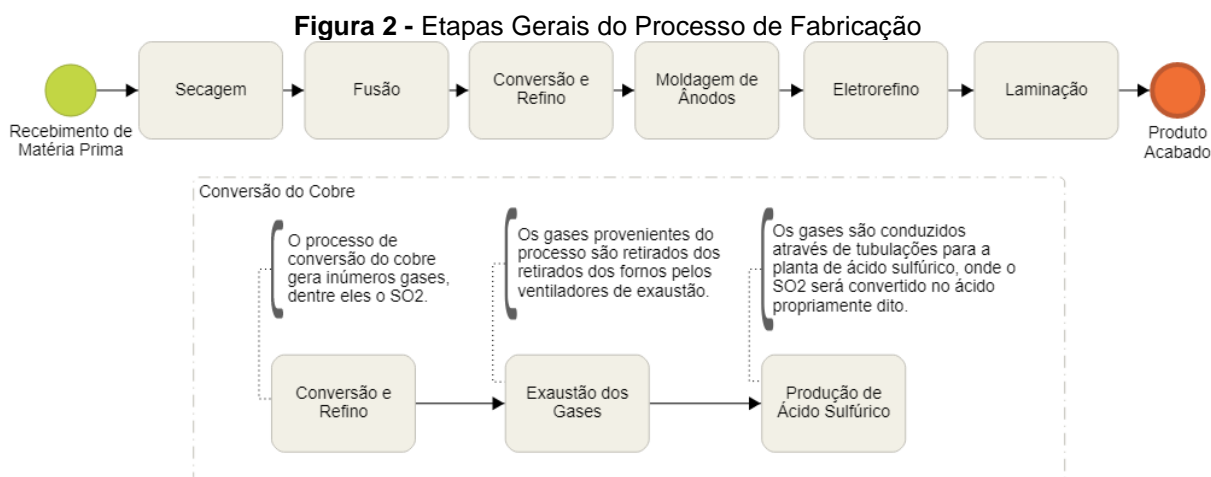 Figura 2 - Etapas Gerais do Processo de Fabricação
Recebimento de
Matéria Prima
Secagem
Fusão
Conversão e
Refino
Moldagem de
Ânodos
Eletrorefino
Laminação
Produto
Acabado
Conversão do Cobre
O processo de
conversão do cobre
gera inúmeros gases,
dentre eles o SO2.
Os gases provenientes do
processo são retirados dos
retirados dos fornos pelos
ventiladores de exaustão.
Os gases são conduzidos
através de tubulações para a
planta de ácido sulfúrico, onde o
SO2 será convertido no ácido
propriamente dito.
Conversão e
Refino
Exaustão dos
Gases
Produção de
Ácido Sulfúrico